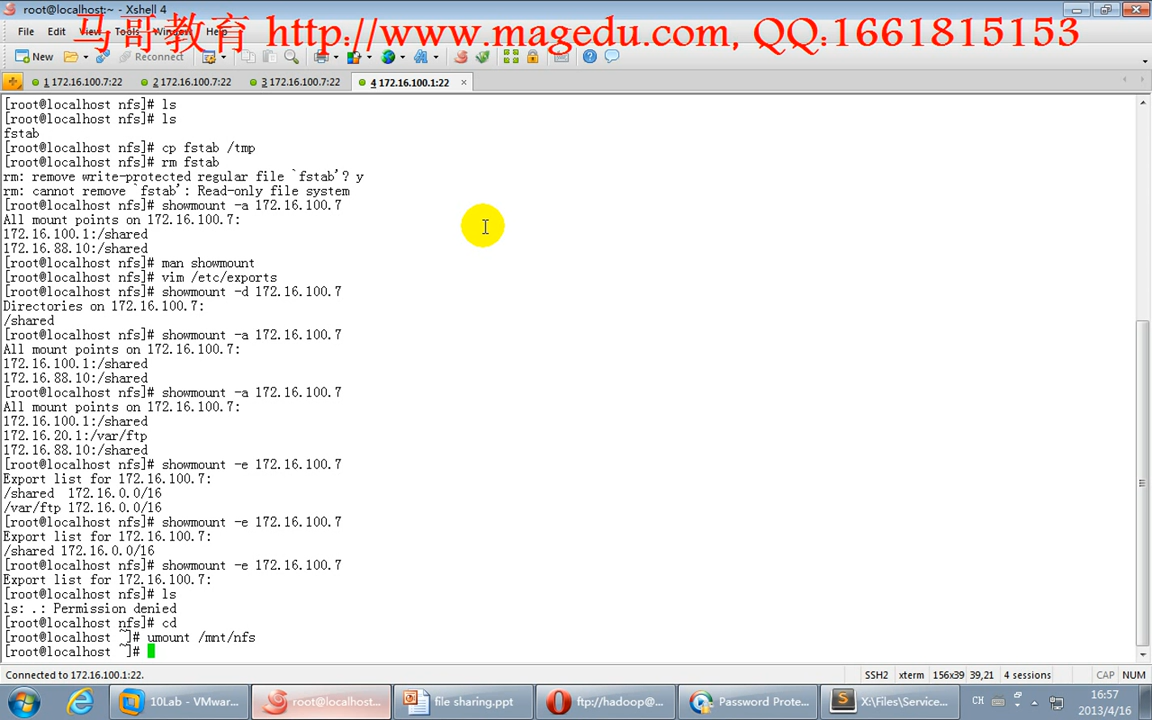 root@localhost:~ - Xshell 4
File Edit View Tools Window Help
马哥教育 http://www.magedu.com, QQ:1661815153
New Reconnect
1 172.16.100.7:22 2 172.16.100.7:22 3 172.16.100.7:22 4 172.16.100.1:22 ×
[root@localhost nfs]# ls
[root@localhost nfs]# ls
fstab
[root@localhost nfs]# cp fstab /tmp
[root@localhost nfs]# rm fstab
rm: remove write-protected regular file `fstab'? y
rm: cannot remove `fstab': Read-only file system
[root@localhost nfs]# showmount -a 172.16.100.7
All mount points on 172.16.100.7:
172.16.100.1:/shared
172.16.88.10:/shared
[root@localhost nfs]# man showmount
[root@localhost nfs]# vim /etc/exports
[root@localhost nfs]# showmount -d 172.16.100.7
Directories on 172.16.100.7:
/shared
[root@localhost nfs]# showmount -a 172.16.100.7
All mount points on 172.16.100.7:
172.16.100.1:/shared
172.16.88.10:/shared
[root@localhost nfs]# showmount -a 172.16.100.7
All mount points on 172.16.100.7:
172.16.100.1:/shared
172.16.20.1:/var/ftp
172.16.88.10:/shared
[root@localhost nfs]# showmount -e 172.16.100.7
Export list for 172.16.100.7:
/shared  172.16.0.0/16
/var/ftp 172.16.0.0/16
[root@localhost nfs]# showmount -e 172.16.100.7
Export list for 172.16.100.7:
/shared 172.16.0.0/16
[root@localhost nfs]# showmount -e 172.16.100.7
Export list for 172.16.100.7:
[root@localhost nfs]# ls
ls: .: Permission denied
[root@localhost nfs]# cd
[root@localhost ~]# umount /mnt/nfs
[root@localhost ~]#
Connected to 172.16.100.1:22. SSH2 xterm 156x39 39,21 4 sessions CAP NUM
10Lab - VMwar... root@localhost:... file sharing.ppt ftp://hadoop@... Password Prote... X:\Files\Service... CH 16:57
2013/4/16